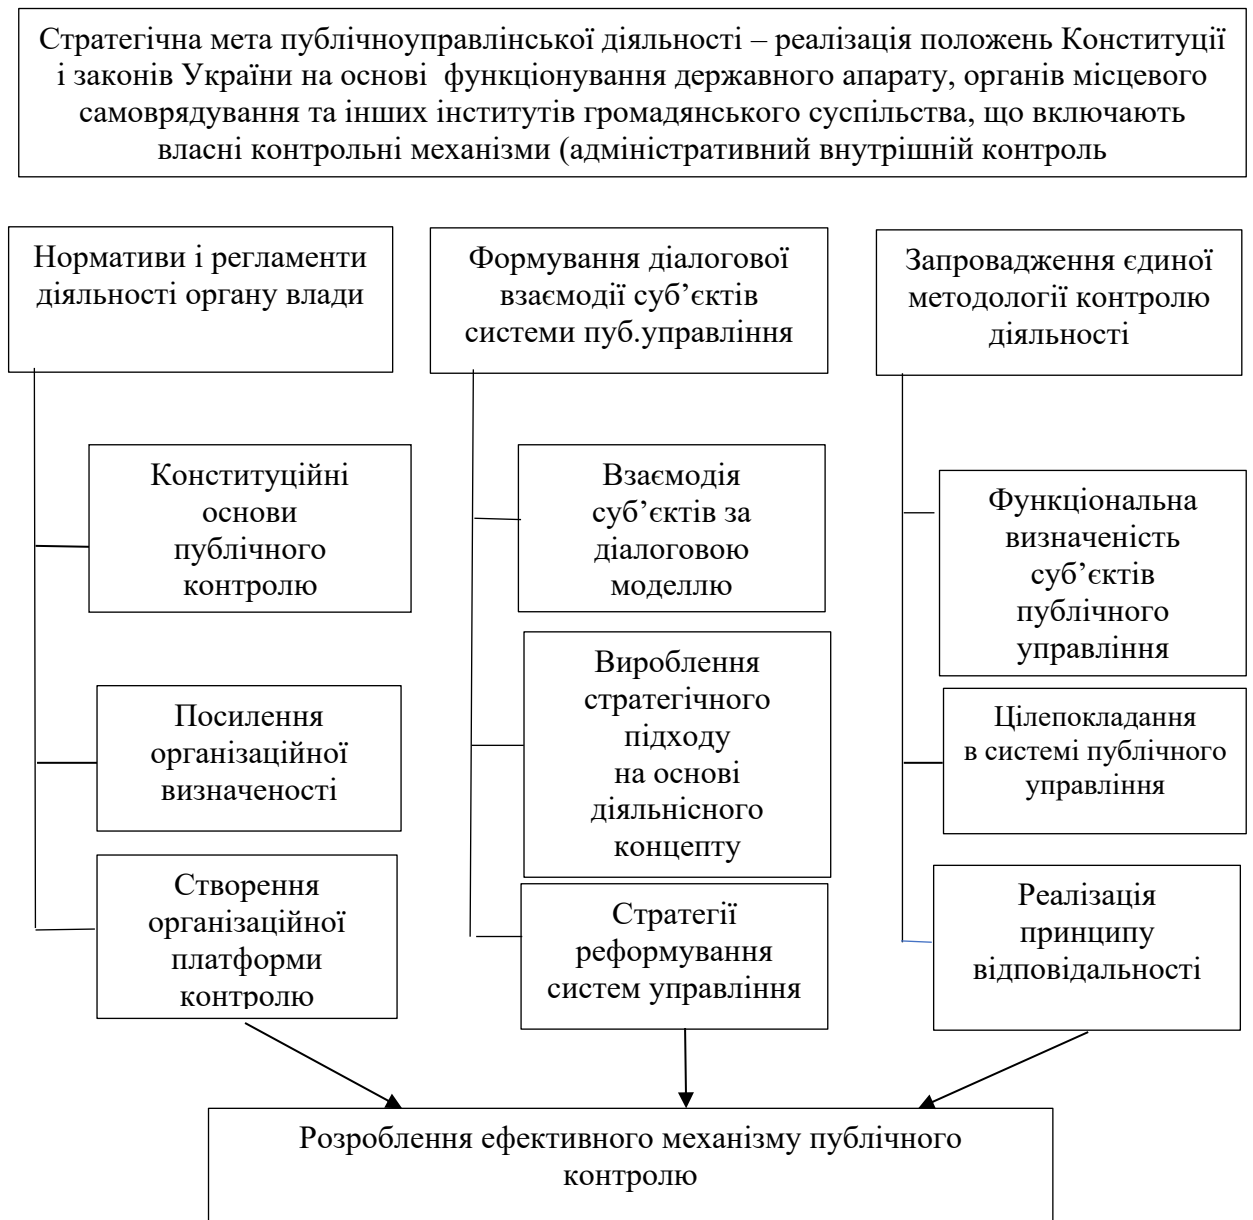 Стратегічна мета публічноуправлінської діяльності – реалізація положень Конституції
і законів України на основі  функціонування державного апарату, органів місцевого
самоврядування та інших інститутів громадянського суспільства, що включають
власні контрольні механізми (адміністративний внутрішній контроль
Нормативи і регламенти
діяльності органу влади
Конституційні
основи
публічного
контролю
Посилення
організаційної
визначеності
Створення
організаційної
платформи
контролю
Формування діалогової
взаємодії суб’єктів
системи пуб.управління
Взаємодія
суб’єктів за
діалоговою
моделлю
Вироблення
стратегічного
підходу
на основі
діяльнісного
концепту
Стратегії
реформування
систем управління
Запровадження єдиної
методології контролю
діяльності
Функціональна
визначеність
суб’єктів
публічного
управління
Цілепокладання
в системі публічного
управління
Реалізація
принципу
відповідальності
Розроблення ефективного механізму публічного
контролю